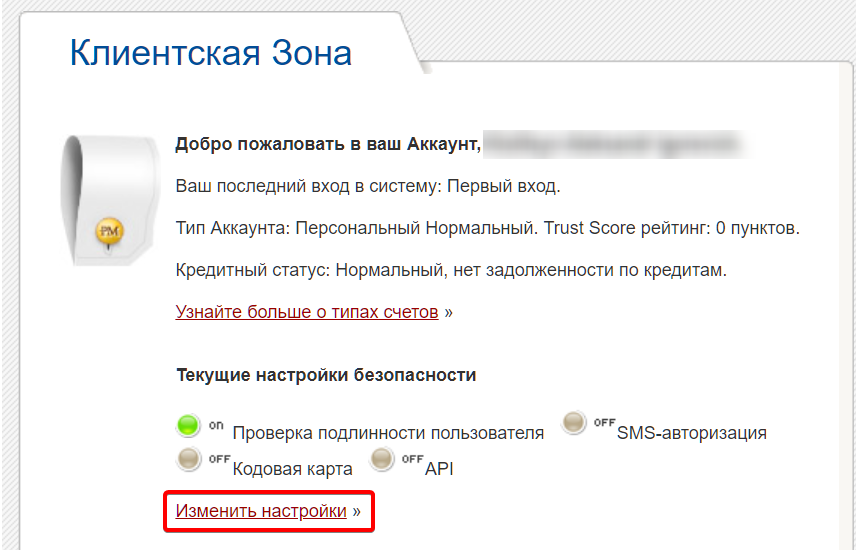 Клиентская Зона
Добро пожаловать в ваш Аккаунт,
Ваш последний вход в систему: Первый вход.
PM
Тип Аккаунта: Персональный Нормальный. Trust Score рейтинг: 0 пунктов.
Кредитный статус: Нормальный, нет задолженности по кредитам.
Узнайте больше о типах счетов »
Текущие настройки безопасности
on Проверка подлинности пользователя OFF SMS-авторизация
OFF Кодовая карта OFF API
Изменить настройки »